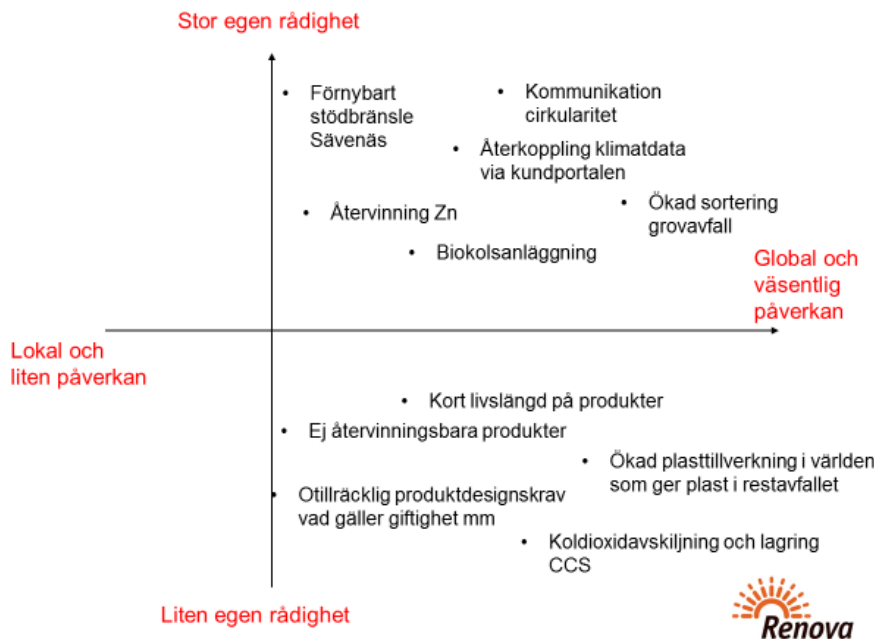 Stor egen rådighet
• Förnybart
stödbränsle
Sävenäs
• Kommunikation
cirkularitet
• Återkoppling klimatdata
via kundportalen
• Återvinning Zn
• Ökad sortering
grovavfall
• Biokolsanläggning
Global och
väsentlig
påverkan
Lokal och
liten påverkan
• Kort livslängd på produkter
• Ej återvinningsbara produkter
• Ökad plasttillverkning i världen
som ger plast i restavfallet
• Otillräcklig produktdesignskrav
vad gäller giftighet mm
• Koldioxidavskiljning och lagring
CCS
Liten egen rådighet
Renova